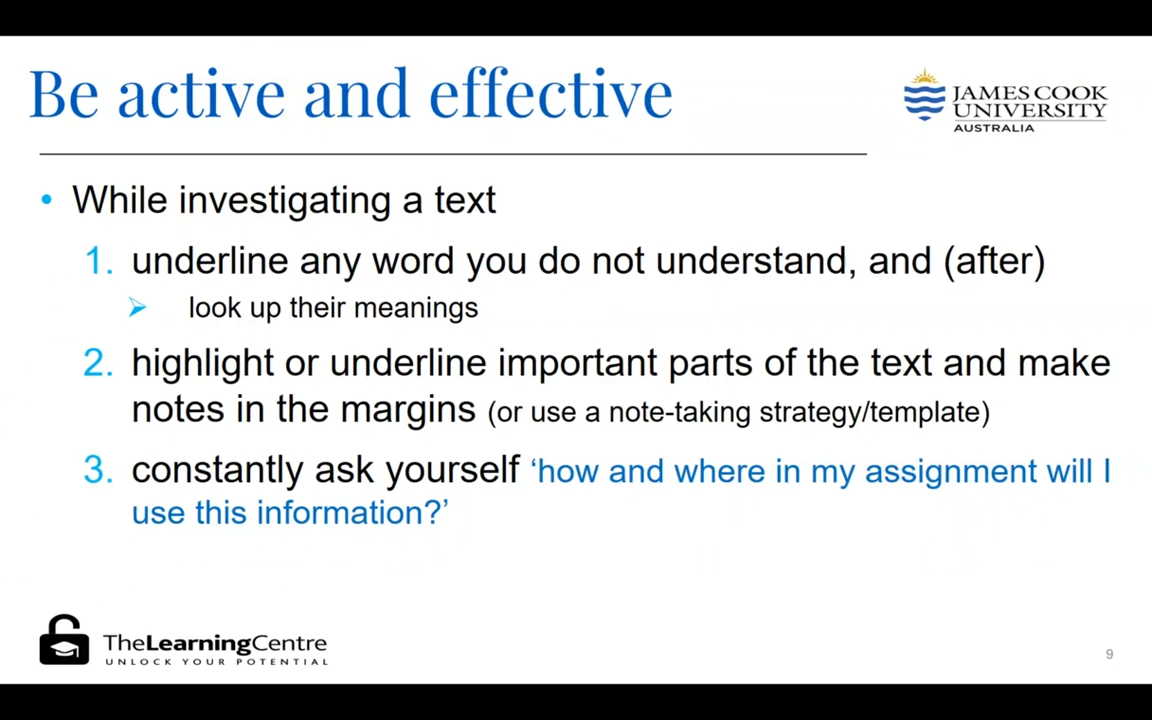 Be active and effective
JAMES COOK
UNIVERSITY
AUSTRALIA
• While investigating a text
1. underline any word you do not understand, and (after)
➢ look up their meanings
2. highlight or underline important parts of the text and make
notes in the margins (or use a note-taking strategy/template)
3. constantly ask yourself ‘how and where in my assignment will I
use this information?’
TheLearningCentre
UNLOCK YOUR POTENTIAL
9